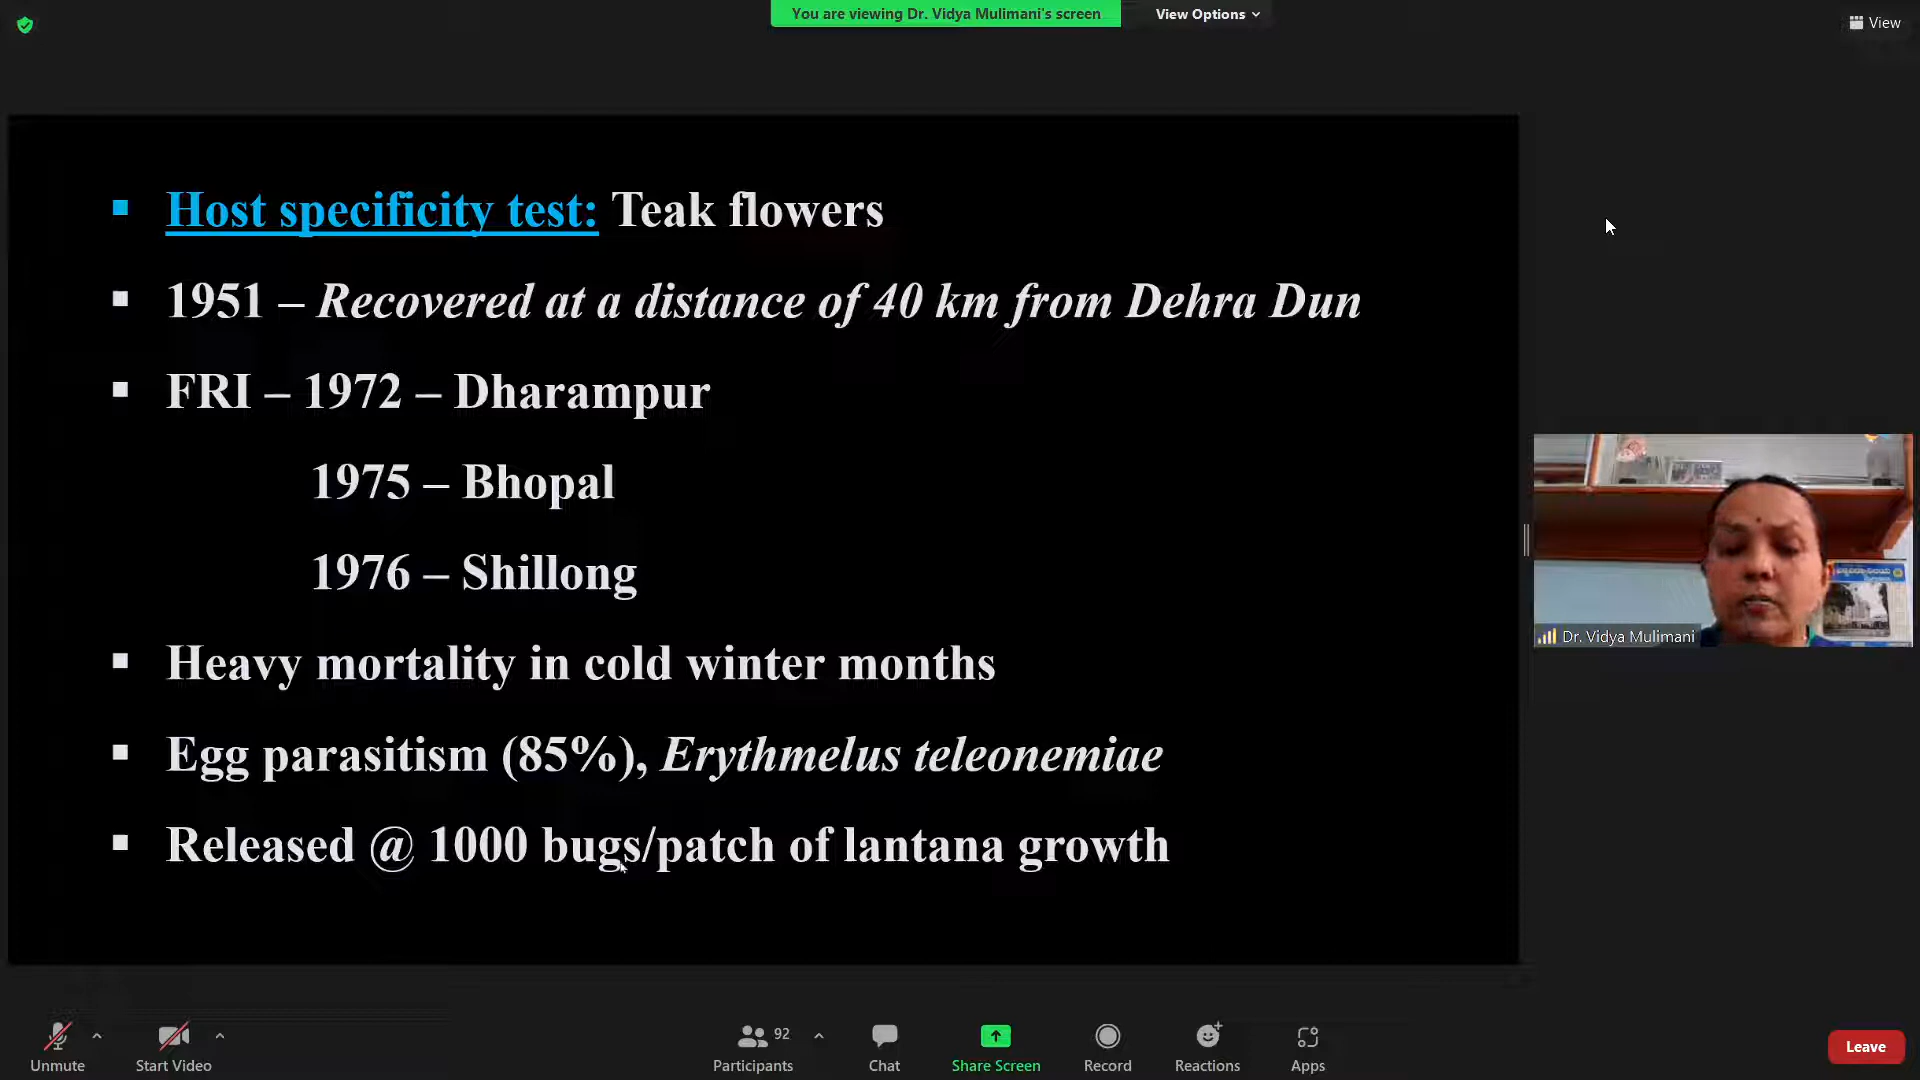 You are viewing Dr. Vidya Mulimani's screen
View Options
View
Host specificity test: Teak flowers
1951 – Recovered at a distance of 40 km from Dehra Dun
FRI – 1972 – Dharampur
1975 – Bhopal
1976 – Shillong
Heavy mortality in cold winter months
Egg parasitism (85%), Erythmelus teleonemiae
Released @ 1000 bugs/patch of lantana growth
Dr. Vidya Mulimani
Unmute
Start Video
92
Participants
Chat
Share Screen
Record
Reactions
Apps
Leave